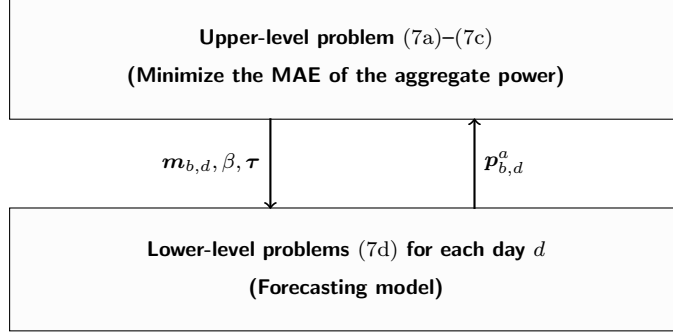 Upper-level problem (7a)–(7c)
(Minimize the MAE of the aggregate power)
m_{b,d}, β, τ
p^a_{b,d}
Lower-level problems (7d) for each day d
(Forecasting model)